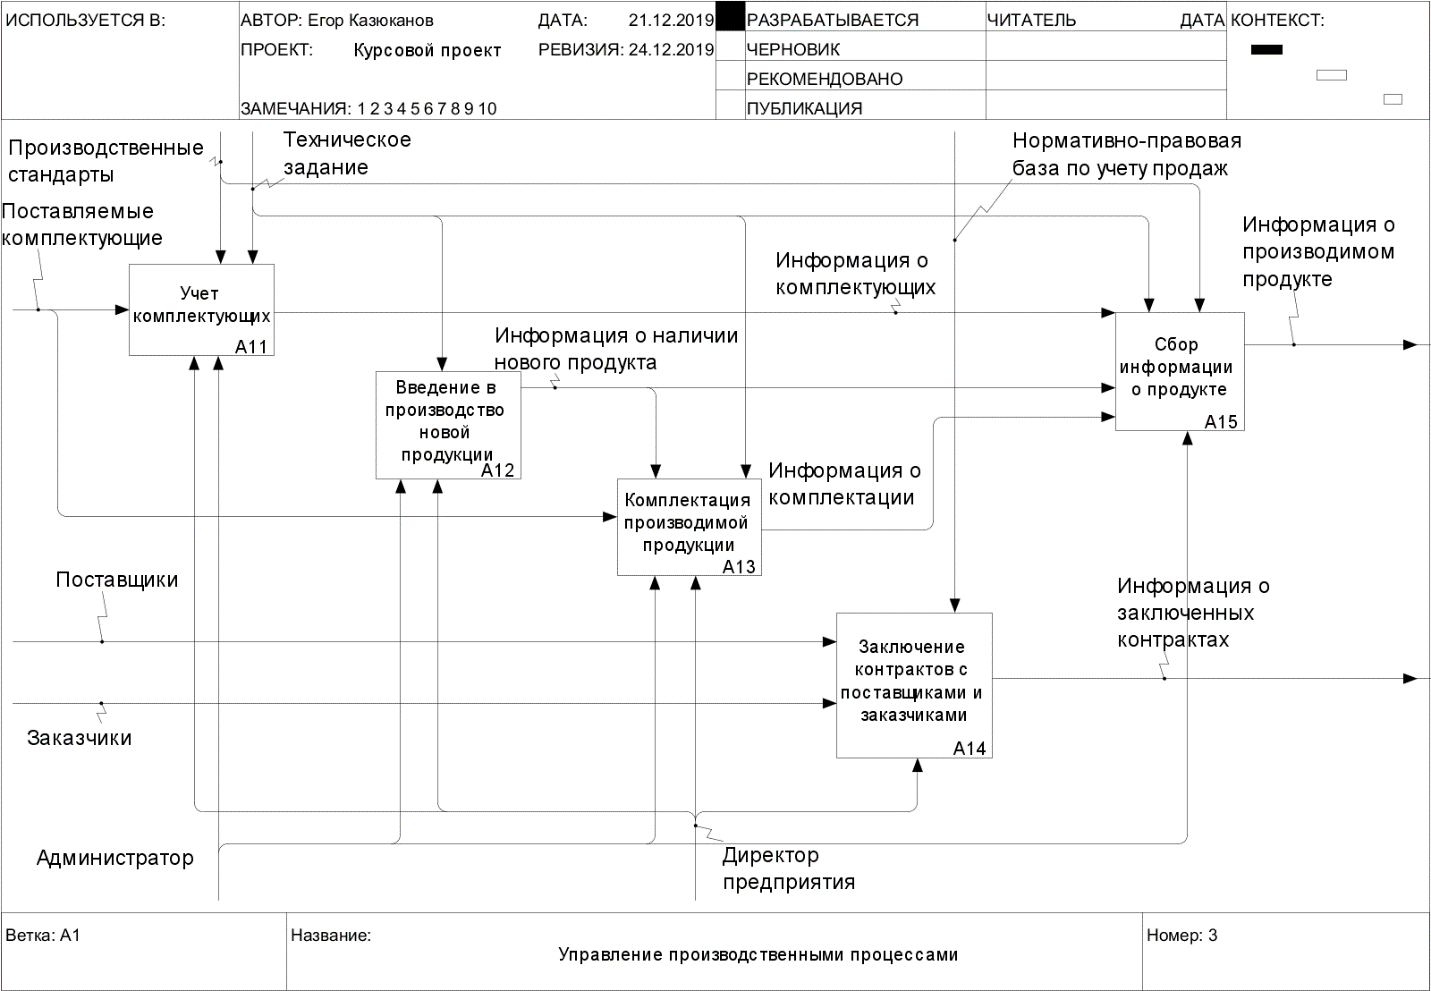 ИСПОЛЬЗУЕТСЯ В:
АВТОР: Егор Казюканов
ДАТА: 21.12.2019
ПРОЕКТ: Курсовой проект
РЕВИЗИЯ: 24.12.2019
ЗАМЕЧАНИЯ: 1 2 3 4 5 6 7 8 9 10
РАЗРАБАТЫВАЕТСЯ
ЧЕРНОВИК
РЕКОМЕНДОВАНО
ПУБЛИКАЦИЯ
ЧИТАТЕЛЬ
ДАТА
КОНТЕКСТ:
Производственные
стандарты
Техническое
задание
Нормативно-правовая
база по учету продаж
Поставляемые
комплектующие
Информация о
производимом
продукте
Информация о
комплектующих
Учет
комплектующих
A11
Информация о наличии
нового продукта
Сбор
информации
о продукте
A15
Введение в
производство
новой
продукции
A12
Информация о
комплектации
Комплектация
производимой
продукции
A13
Поставщики
Информация о
заключенных
контрактах
Заключение
контрактов с
поставщиками и
заказчиками
A14
Заказчики
Администратор
Директор
предприятия
Ветка: A1
Название:
Управление производственными процессами
Номер: 3